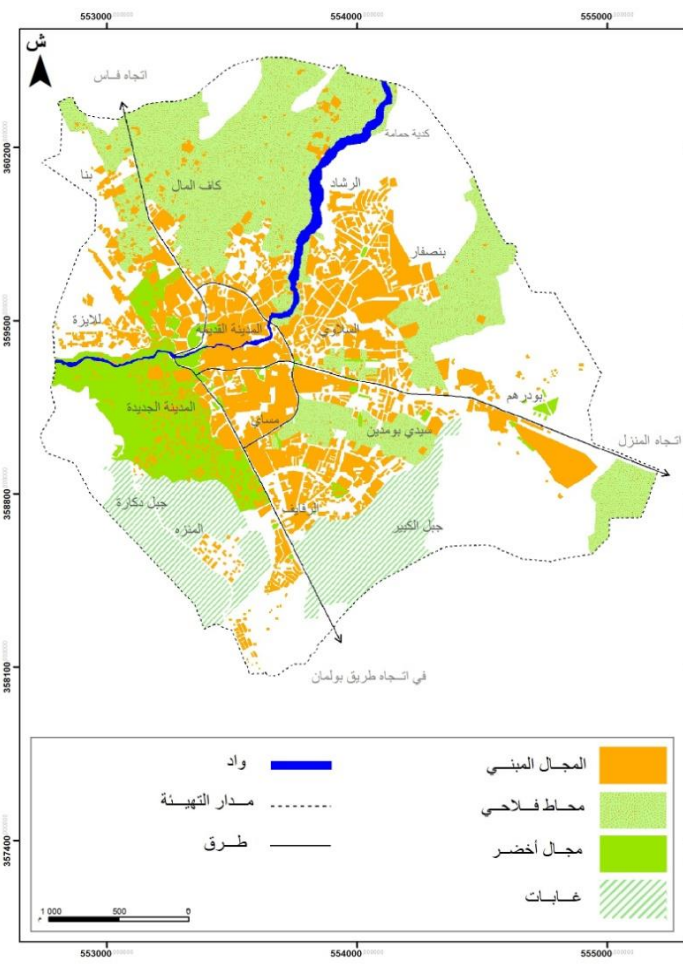 553000
554000
555000
ش
اتجاه فاس
كدية حمامة
360200
بنا
كاف المال
الرشاد
بنصفار
359500
للايزة
المدينة القديمة
السلاوي
المدينة الجديدة
مساي
سيدي بومدين
بودرهم
اتجاه المنزل
358800
جبل دكارة
المنزه
الرفايف
جبل الكبير
358100
في اتجاه طريق بولمان
المجال المبني
محاط فلاحي
مجال أخضر
غابات
واد
مدار التهيئة
طرق
357400
1 000
500
0
م
553000
554000
555000